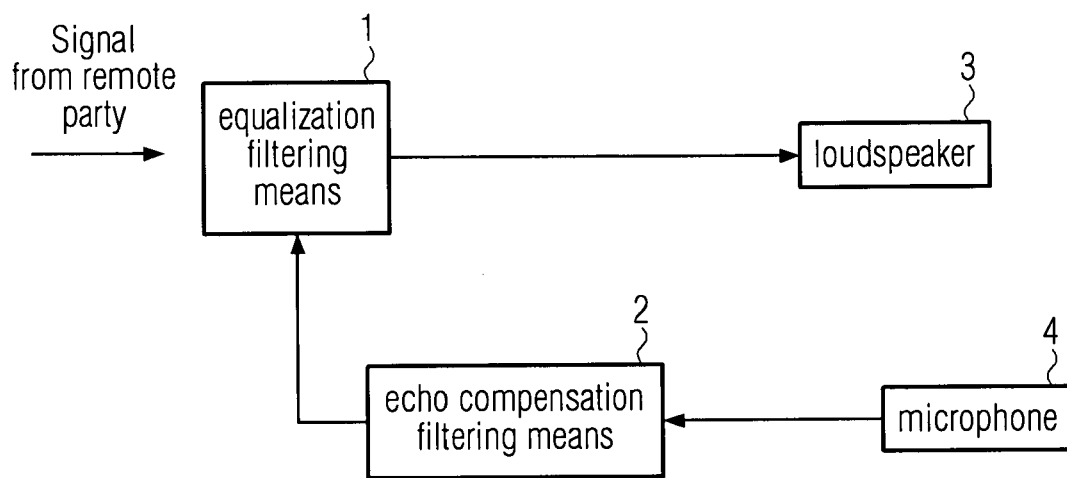 Signal
from remote
party
1
equalization
filtering
means
3
loudspeaker
2
echo compensation
filtering means
4
microphone